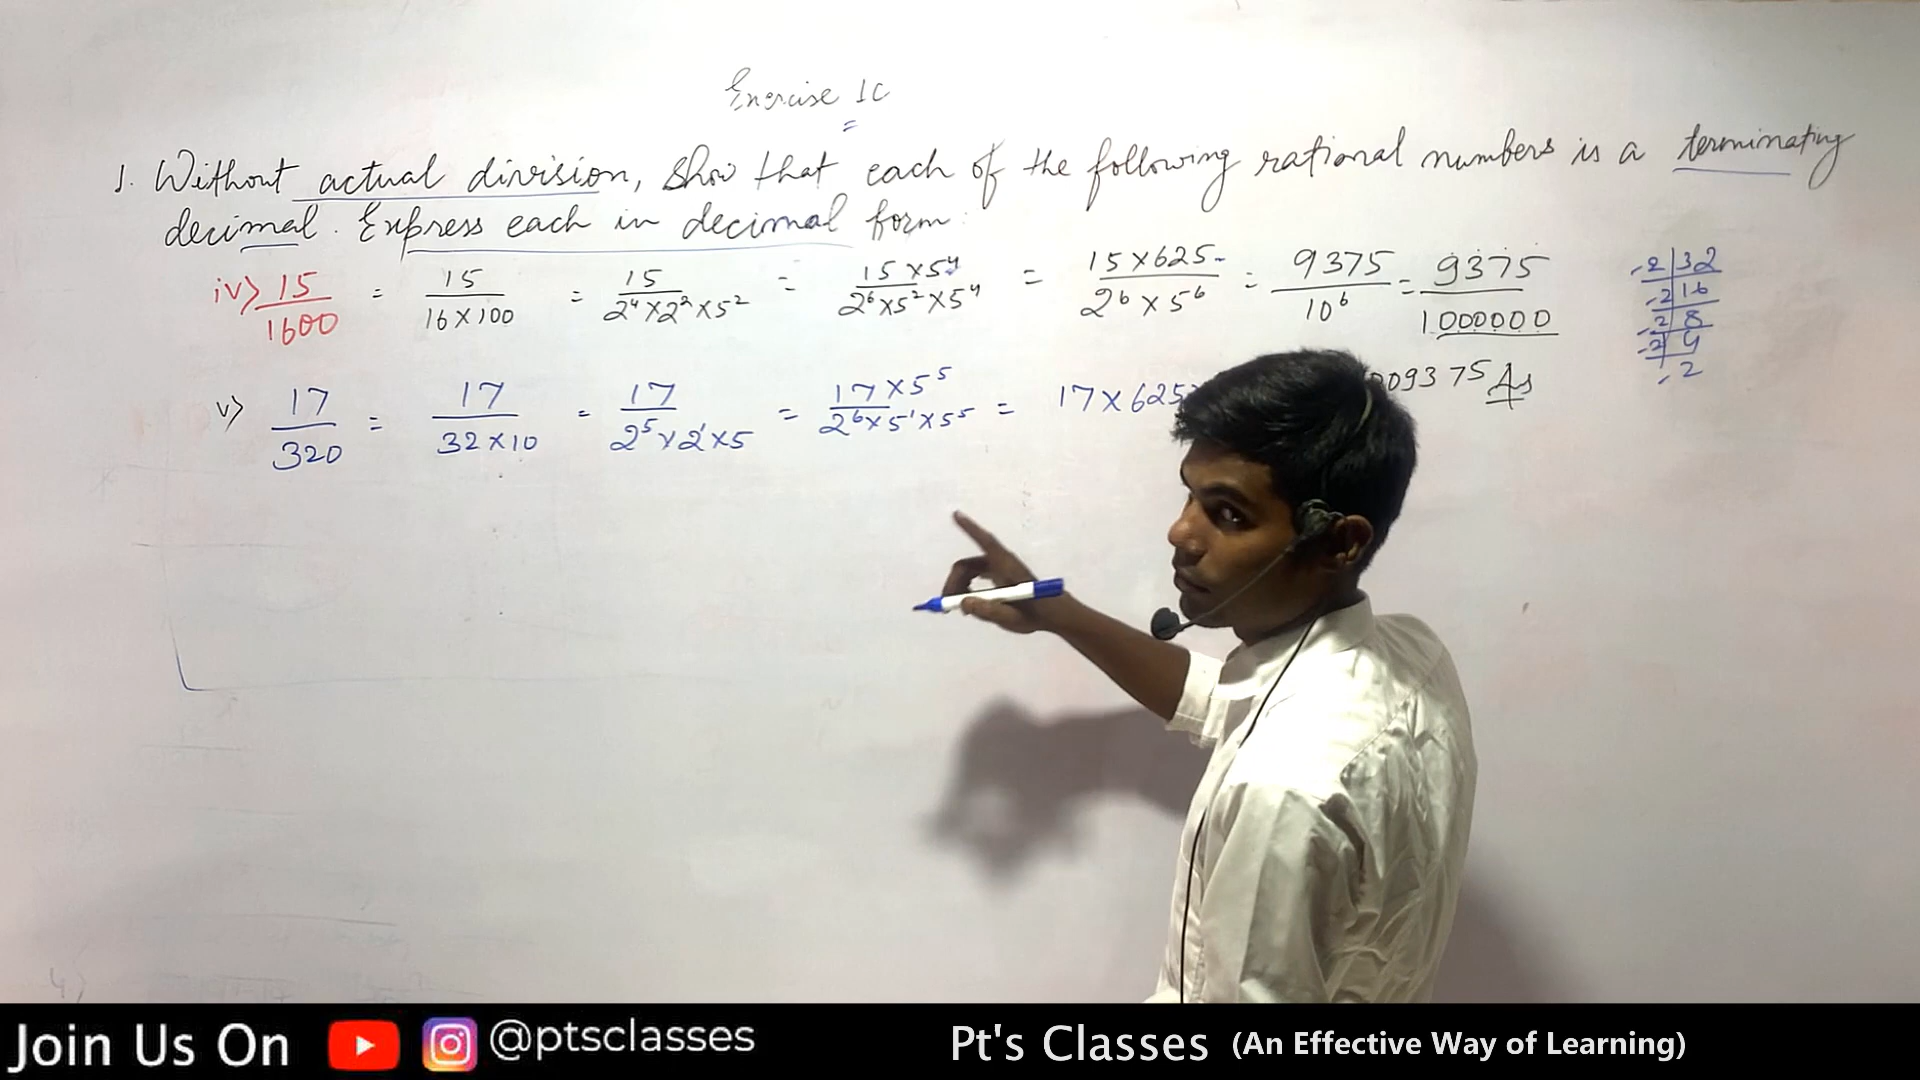 Exercise 1C
=
1. Without actual division, show that each of the following rational numbers is a terminating
decimal. Express each in decimal form.
iv) 15/1600 = 15/16×100 = 15/2⁴×2²×5² = 15×5⁴/2⁶×5²×5⁴ = 15×625/2⁶×5⁶ = 9375/10⁶ = 9375/1000000
009375 As
v) 17/320 = 17/32×10 = 17/2⁵×2¹×5 = 17×5⁵/2⁶×5¹×5⁵ = 17×625
2|32
2|16
2|8
2|4
2
Join Us On @ptsclasses Pt's Classes (An Effective Way of Learning)